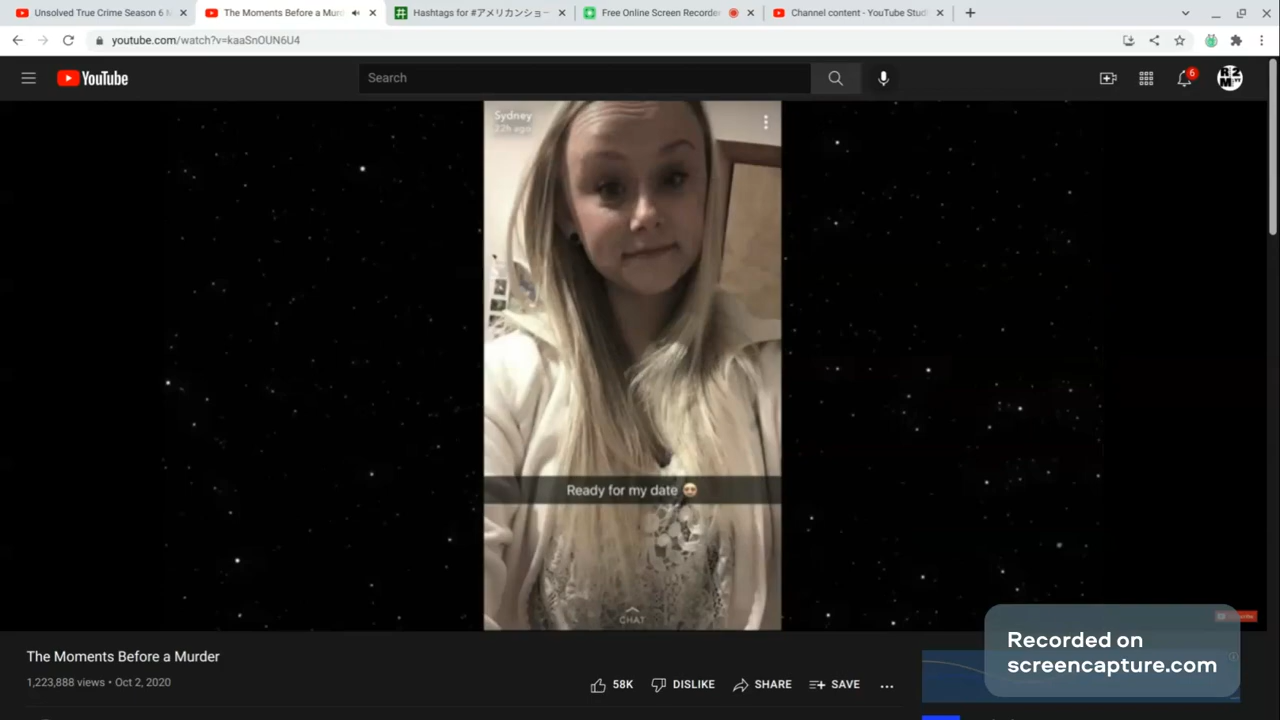 Unsolved True Crime Season 6 M
The Moments Before a Murd
Hashtags for #アメリカンショー
Free Online Screen Recorder
Channel content - YouTube Studi
youtube.com/watch?v=kaaSnOUN6U4
YouTube
Search
6
Sydney
22h ago
Ready for my date 😍
CHAT
Recorded on
screencapture.com
The Moments Before a Murder
1,223,888 views • Oct 2, 2020
58K
DISLIKE
SHARE
SAVE